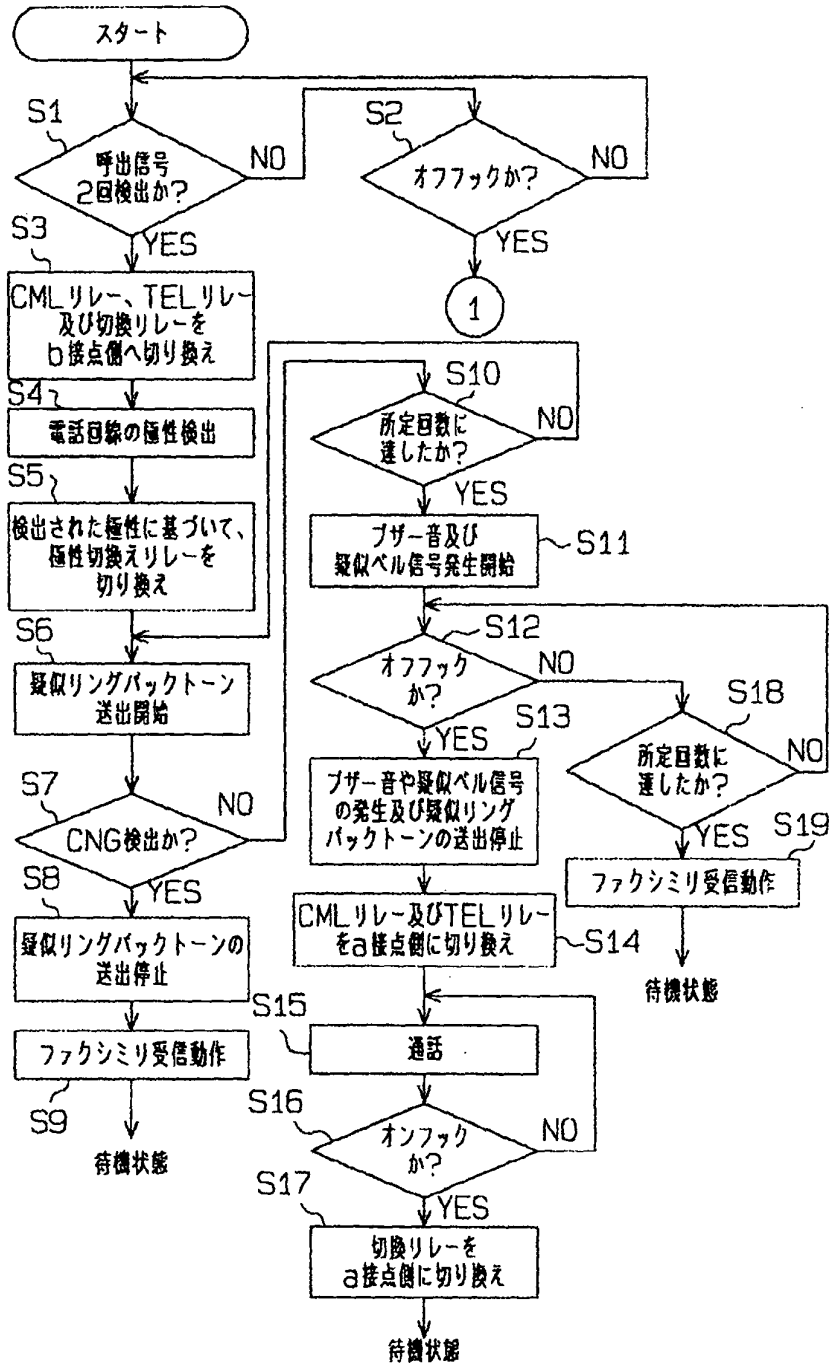 スタート
S1
呼出信号
2回検出か?
NO
YES
S2
オフフックか?
NO
YES
1
S3
CMLリレー、TELリレー
及び切換リレーを
b接点側へ切り換え
S4
電話回線の極性検出
S5
検出された極性に基づいて、
極性切換えリレーを
切り換え
S6
疑似リングバックトーン
送出開始
S7
CNG検出か?
NO
YES
S8
疑似リングバックトーンの
送出停止
ファクシミリ受信動作
S9
待機状態
S10
所定回数に
達したか?
NO
YES
ブザー音及び
疑似ベル信号発生開始
S11
S12
オフフック
か?
NO
YES
S13
ブザー音や疑似ベル信号
の発生及び疑似リング
バックトーンの送出停止
CMLリレー及びTELリレー
をa接点側に切り換え
S14
S15
通話
S16
オンフック
か?
NO
YES
S17
切換リレーを
a接点側に切り換え
待機状態
S18
所定回数に
達したか?
NO
YES
S19
ファクシミリ受信動作
待機状態